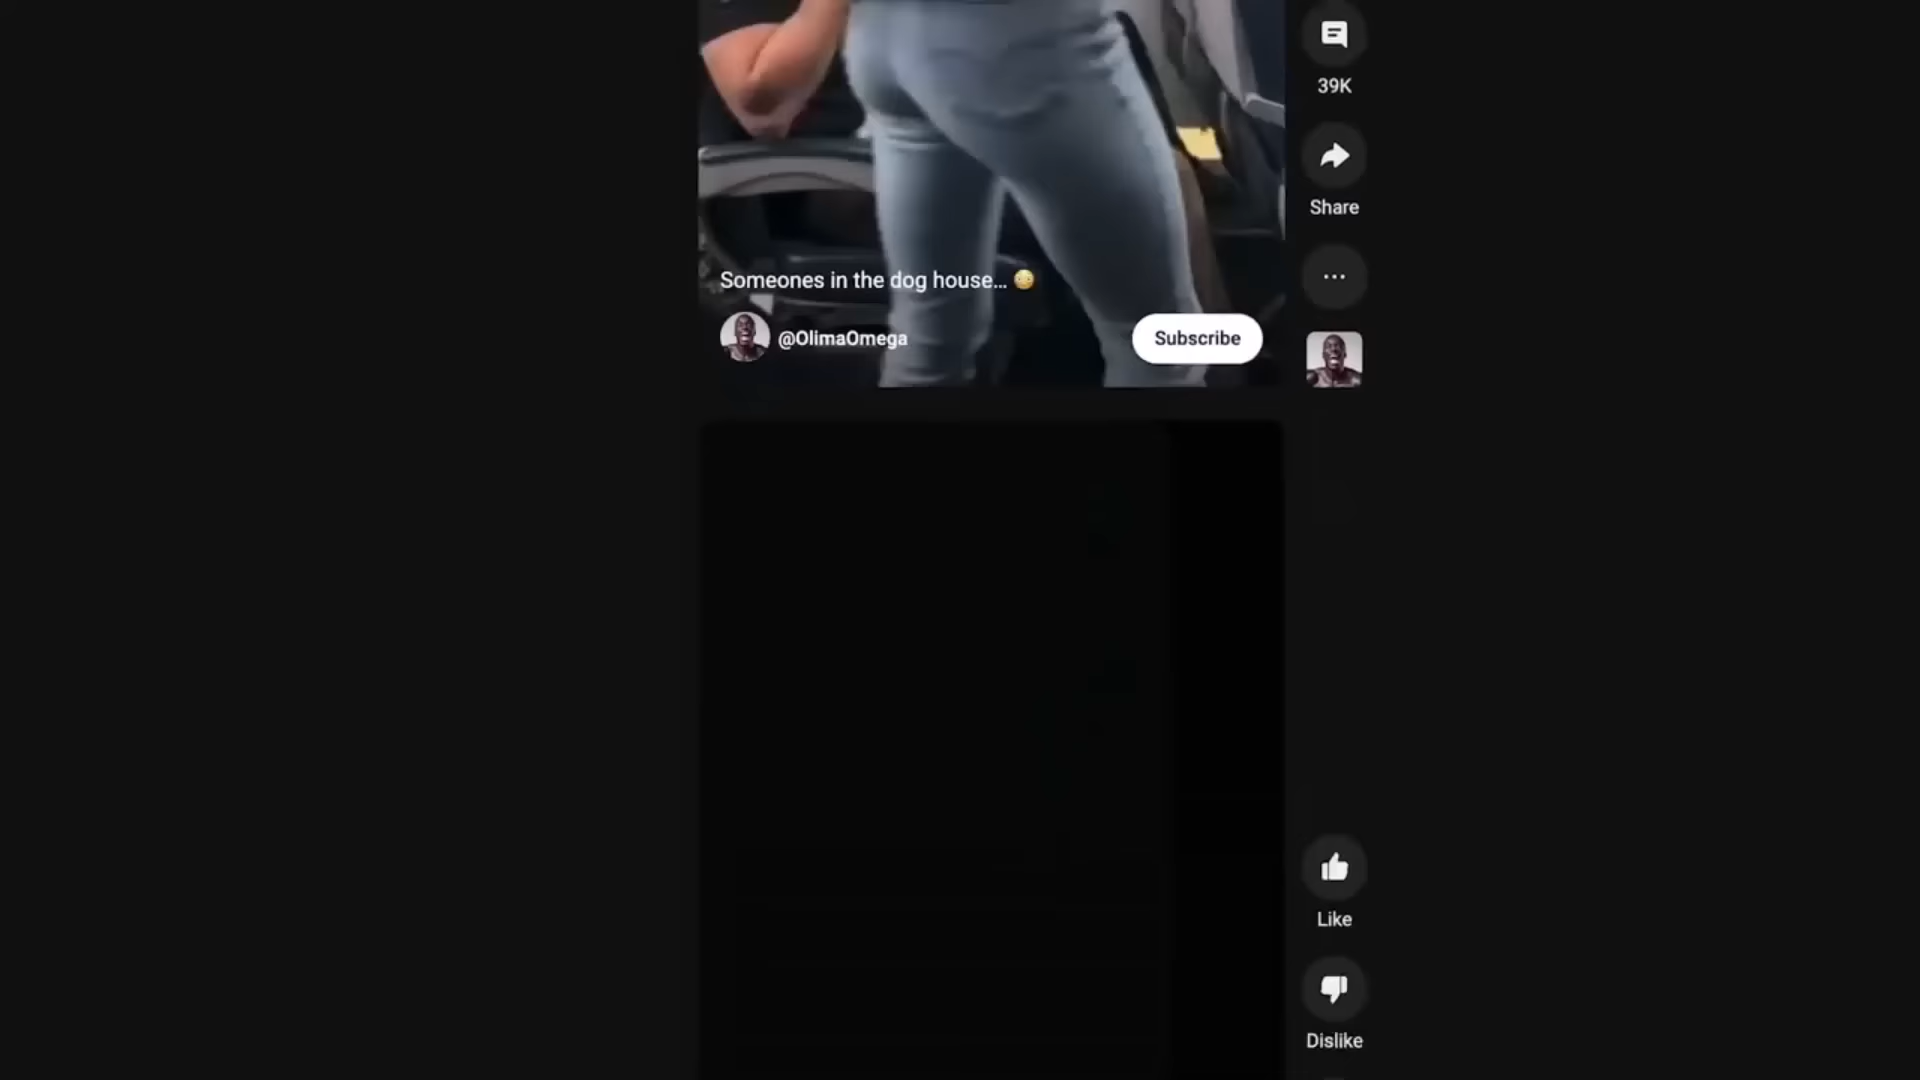 39K
Share
Someones in the dog house... 😳
@OlimaOmega
Subscribe
Like
Dislike